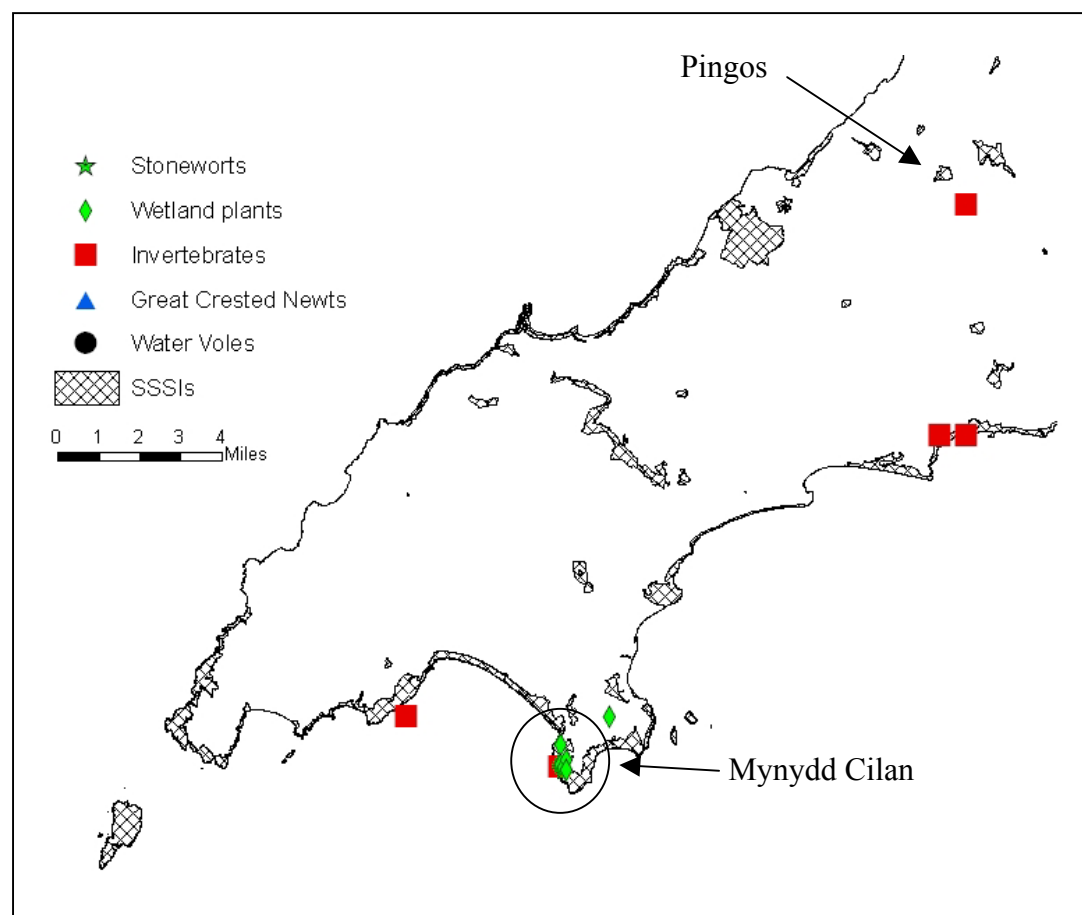 Pingos
Stoneworts
Wetland plants
Invertebrates
Great Crested Newts
Water Voles
SSSIs
0 1 2 3 4
Miles
Mynydd Cilan